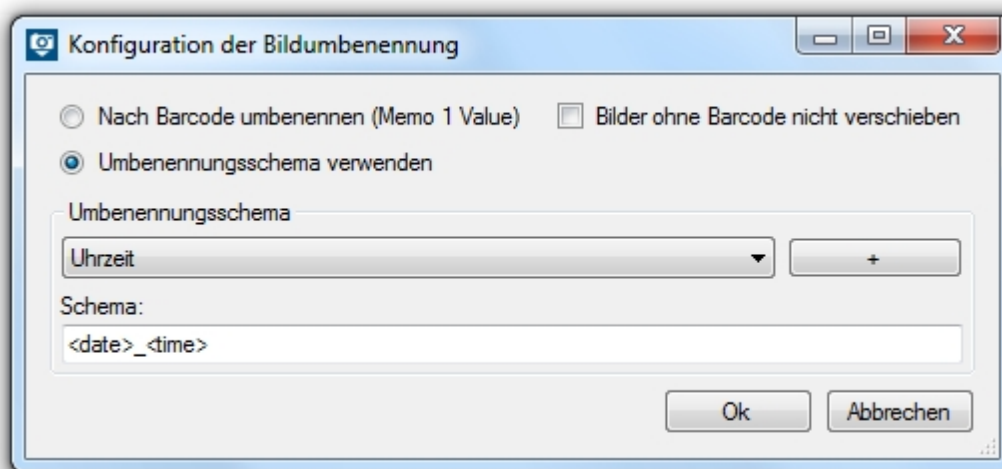 Konfiguration der Bildumbenennung
Nach Barcode umbenennen (Memo 1 Value) Bilder ohne Barcode nicht verschieben
Umbenennungsschema verwenden
Umbenennungsschema
Uhrzeit +
Schema:
<date>_<time>
Ok Abbrechen